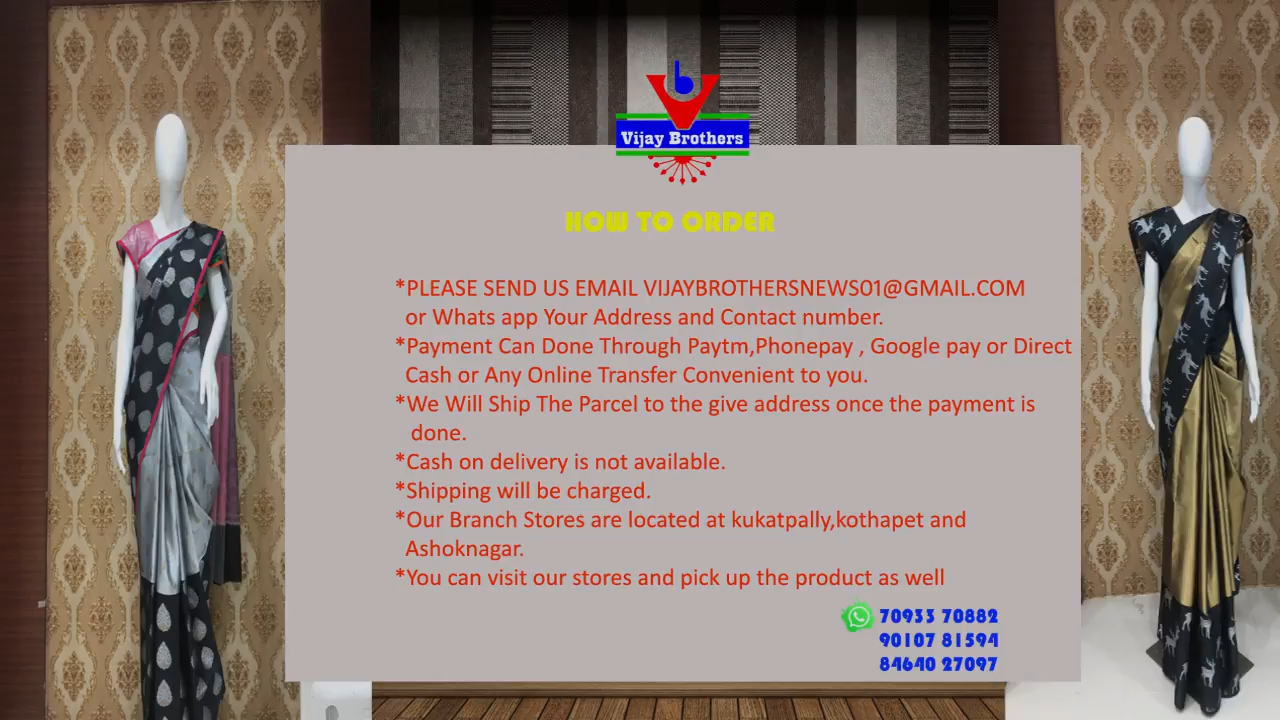 b
Vijay Brothers
HOW TO ORDER
*PLEASE SEND US EMAIL VIJAYBROTHERSNEWS01@GMAIL.COM
or Whats app Your Address and Contact number.
*Payment Can Done Through Paytm,Phonepay , Google pay or Direct
Cash or Any Online Transfer Convenient to you.
*We Will Ship The Parcel to the give address once the payment is
done.
*Cash on delivery is not available.
*Shipping will be charged.
*Our Branch Stores are located at kukatpally,kothapet and
Ashoknagar.
*You can visit our stores and pick up the product as well
70933 70882
90107 81594
84640 27097